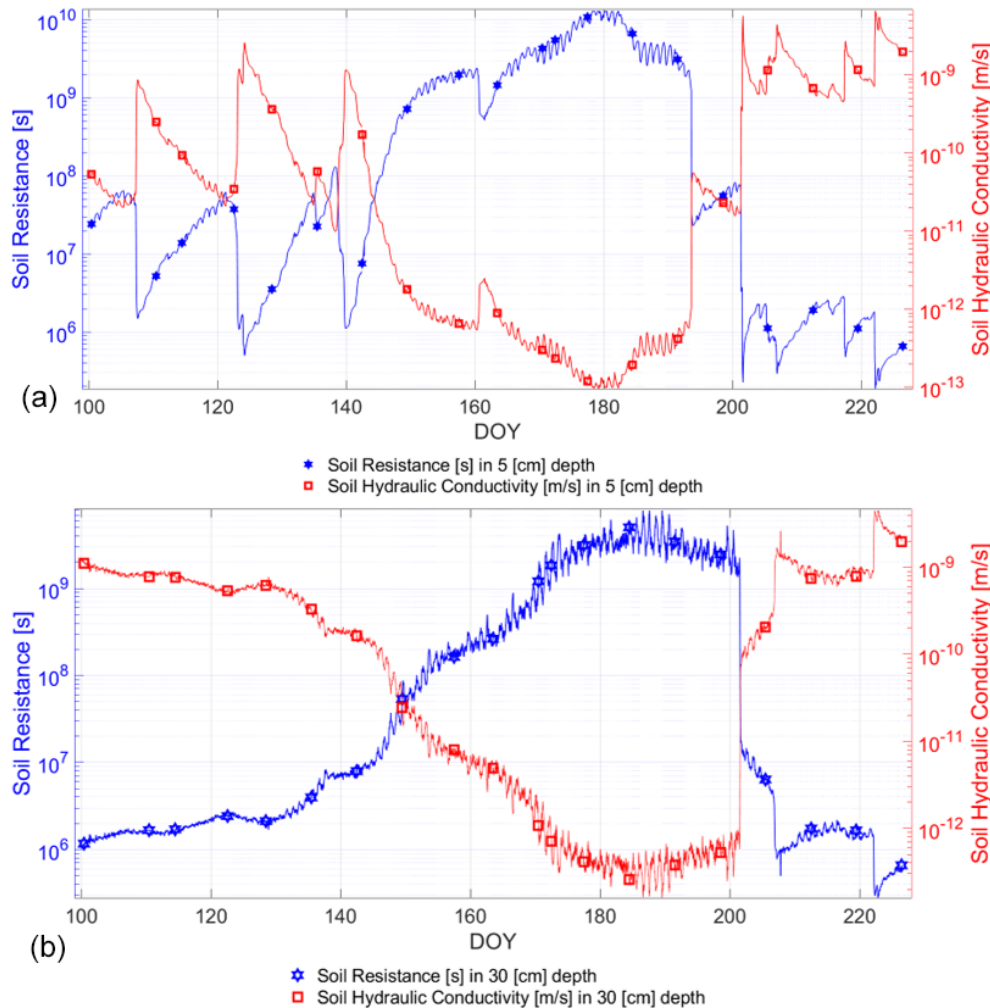 10^10
10^9
10^8
10^7
10^6
Soil Resistance [s]
10^-9
10^-10
10^-11
10^-12
10^-13
Soil Hydraulic Conductivity [m/s]
100 120 140 160 180 200 220
(a)
DOY
Soil Resistance [s] in 5 [cm] depth
Soil Hydraulic Conductivity [m/s] in 5 [cm] depth
10^9
10^8
10^7
10^6
Soil Resistance [s]
10^-9
10^-10
10^-11
10^-12
Soil Hydraulic Conductivity [m/s]
100 120 140 160 180 200 220
(b)
DOY
Soil Resistance [s] in 30 [cm] depth
Soil Hydraulic Conductivity [m/s] in 30 [cm] depth